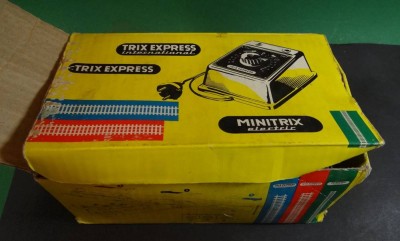 TRIX EXPRESS
international
TRIX EXPRESS
MINITRIX
electric